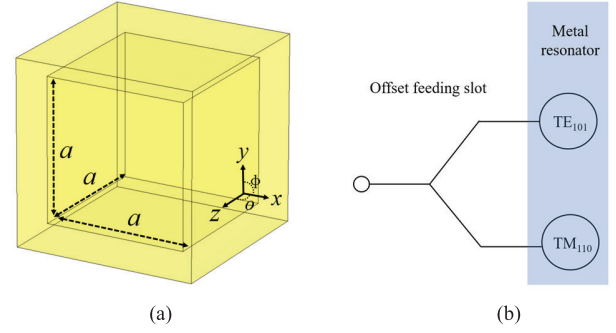 a
a
a
y
ϕ
x
z
θ
(a)
Metal
resonator
Offset feeding slot
TE₁₀₁
TM₁₁₀
(b)